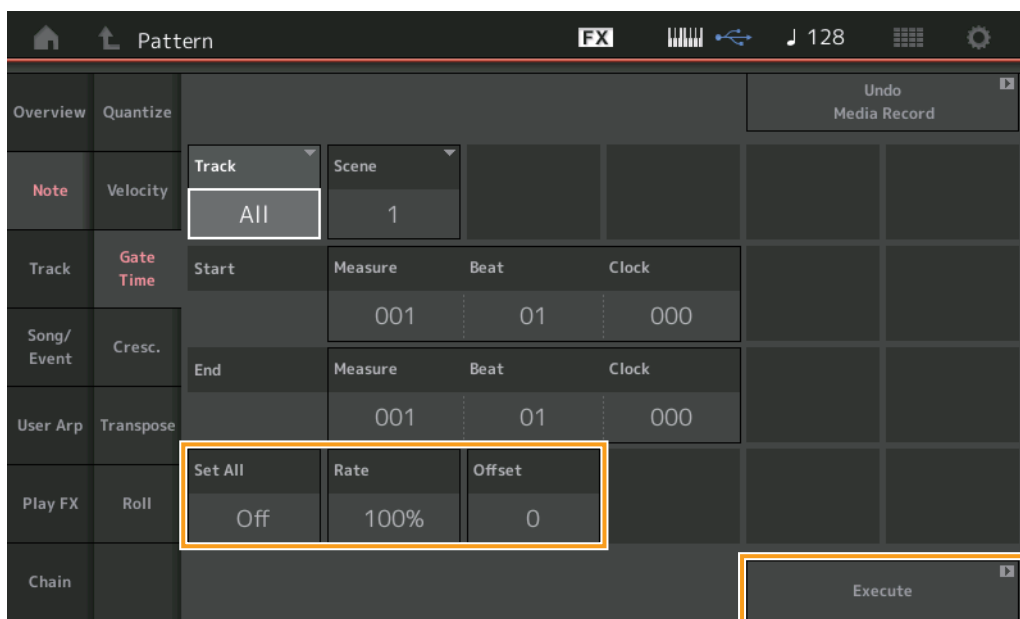 Pattern
FX
128
Overview
Quantize
Undo
Media Record
Note
Velocity
Track
Scene
All
1
Track
Gate
Time
Start
Measure
Beat
Clock
001
01
000
Song/
Event
Cresc.
End
Measure
Beat
Clock
001
01
000
User Arp
Transpose
Set All
Rate
Offset
Off
100%
0
Play FX
Roll
Chain
Execute